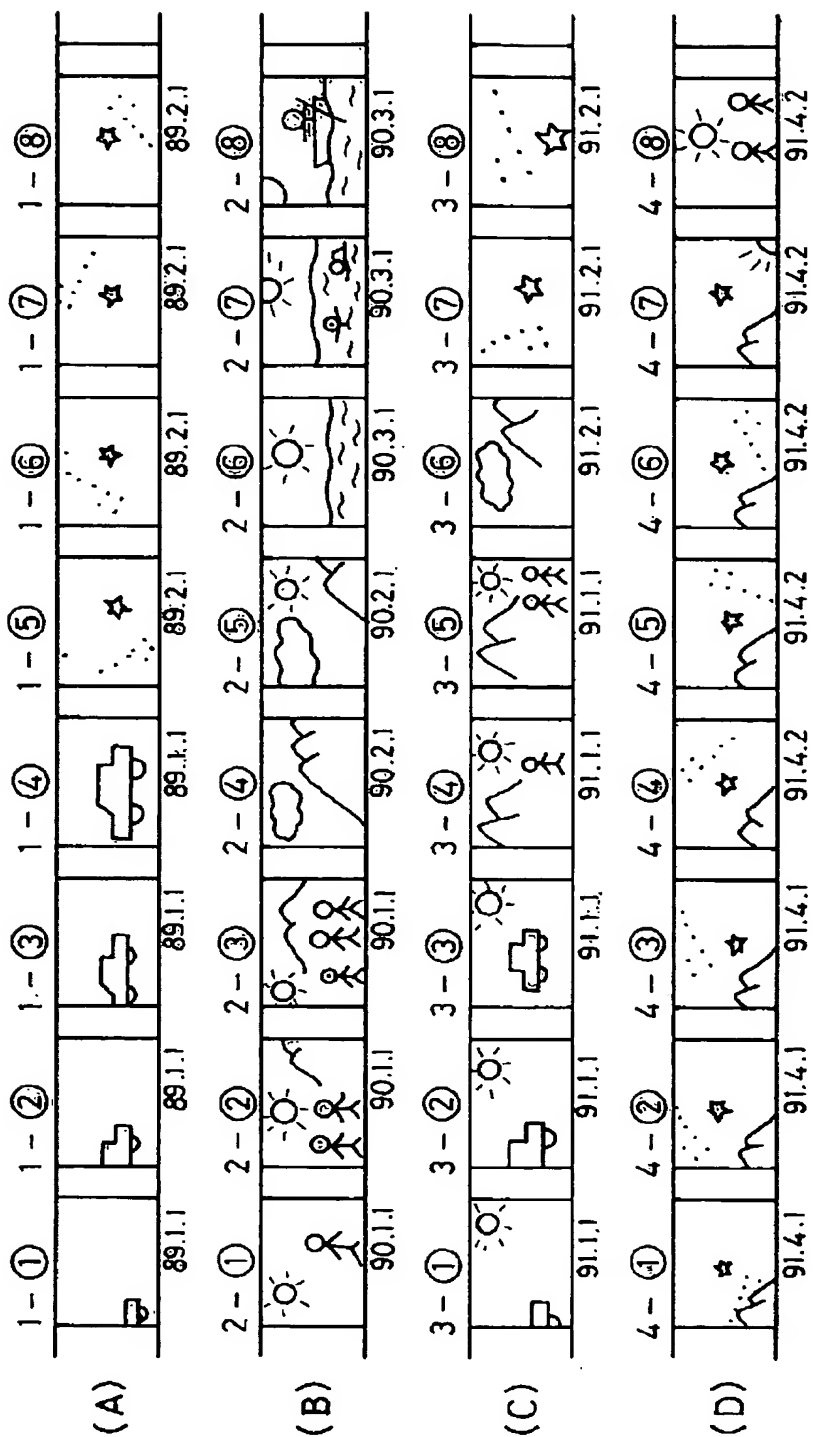 (A)
1-① 1-② 1-③ 1-④ 1-⑤ 1-⑥ 1-⑦ 1-⑧
89.1.1 89.1.1 89.1.1 89.1.1 89.2.1 89.2.1 89.2.1 89.2.1
(B)
2-① 2-② 2-③ 2-④ 2-⑤ 2-⑥ 2-⑦ 2-⑧
90.1.1 90.1.1 90.1.1 90.2.1 90.2.1 90.3.1 90.3.1 90.3.1
(C)
3-① 3-② 3-③ 3-④ 3-⑤ 3-⑥ 3-⑦ 3-⑧
91.1.1 91.1.1 91.1.1 91.1.1 91.1.1 91.2.1 91.2.1 91.2.1
(D)
4-① 4-② 4-③ 4-④ 4-⑤ 4-⑥ 4-⑦ 4-⑧
91.4.1 91.4.1 91.4.1 91.4.2 91.4.2 91.4.2 91.4.2 91.4.2